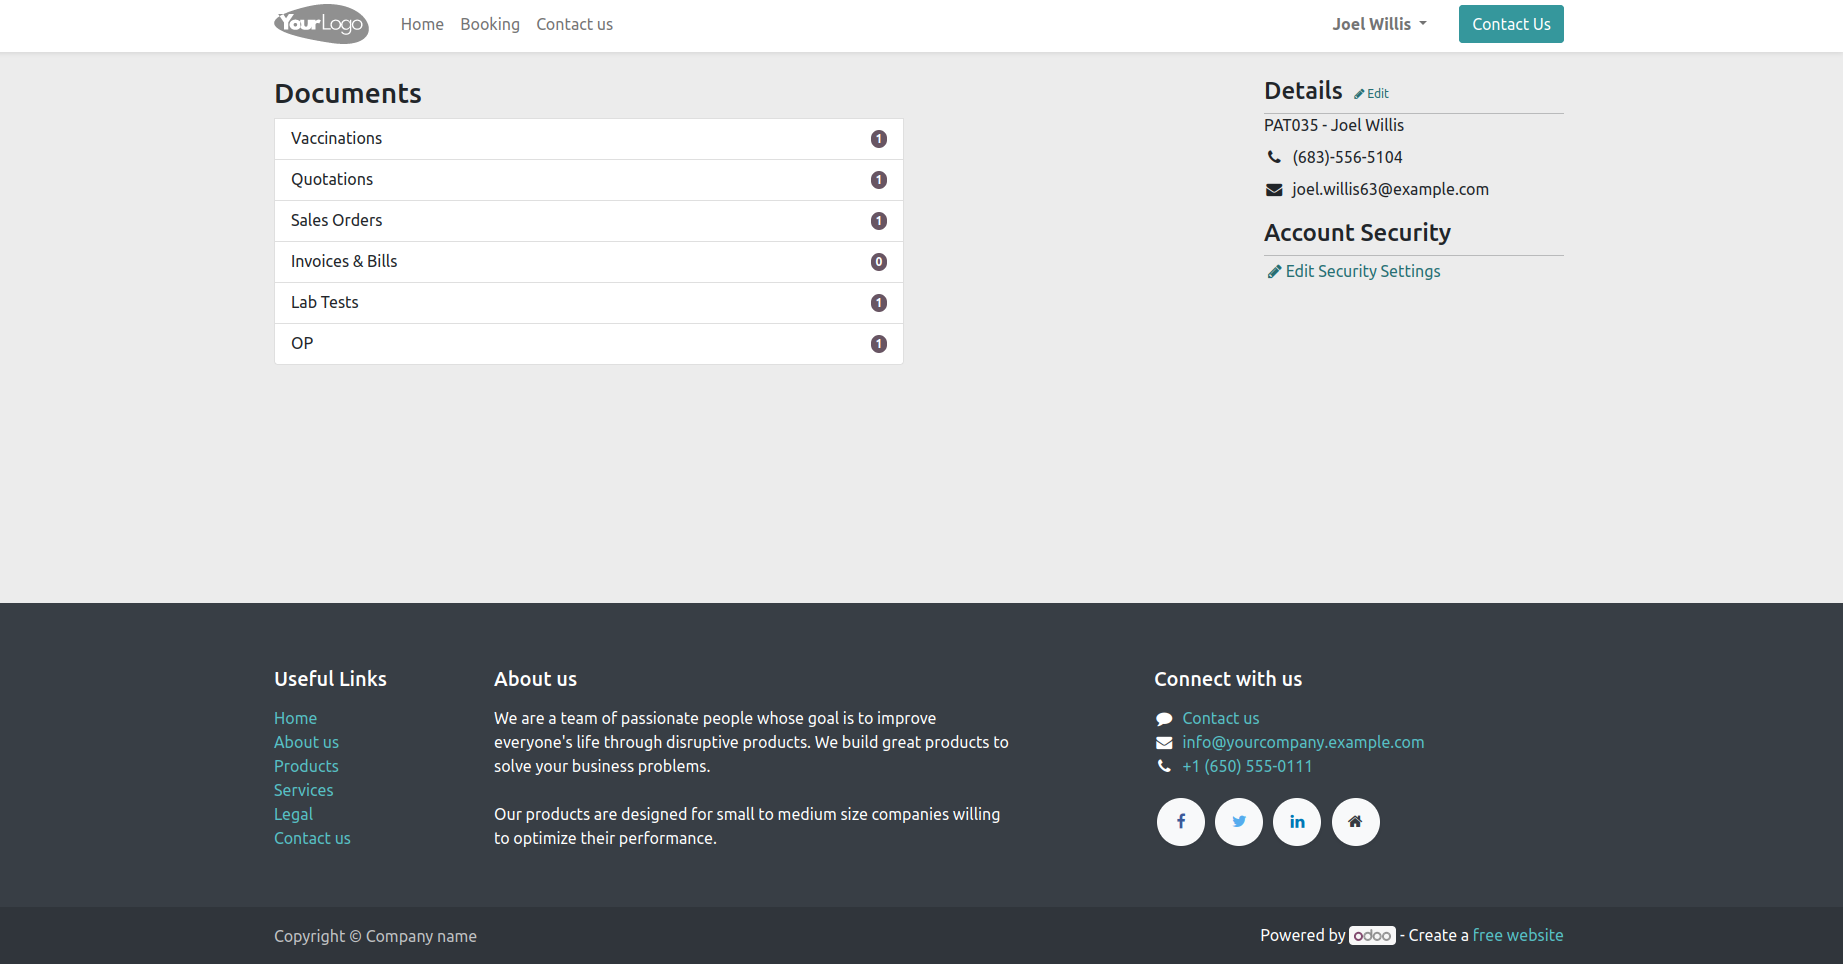 YourLogo Home Booking Contact us Joel Willis Contact Us
Documents
Vaccinations 1
Quotations 1
Sales Orders 1
Invoices & Bills 0
Lab Tests 1
OP 1
Details Edit
PAT035 - Joel Willis
(683)-556-5104
joel.willis63@example.com
Account Security
Edit Security Settings
Useful Links
Home
About us
Products
Services
Legal
Contact us
About us
We are a team of passionate people whose goal is to improve
everyone's life through disruptive products. We build great products to
solve your business problems.
Our products are designed for small to medium size companies willing
to optimize their performance.
Connect with us
Contact us
info@yourcompany.example.com
+1 (650) 555-0111
f in
Copyright © Company name
Powered by odoo - Create a free website